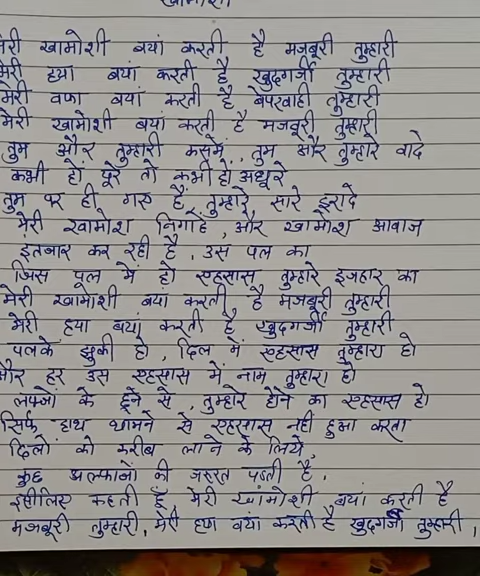 खामोशी
मेरी खामोशी बयां करती है मजबूरी तुम्हारी
मेरी हया बयां करती है खुदगर्जी तुम्हारी
मेरी वफा बयां करती है बेपरवाही तुम्हारी
मेरी खामोशी बयां करती है मजबूरी तुम्हारी
तुम और तुम्हारी कसमें, तुम और तुम्हारे वादे
कभी हो पूरे तो कभी हो अधूरे
तुम पर ही है, तुम्हारे सारे इरादे
मेरी खामोश निगाहें, और खामोश आवाज
इंतजार कर रही है, उस पल का
जिस पल में हो एहसास तुम्हारे इजहार का
मेरी खामोशी बयां करती है मजबूरी तुम्हारी
मेरी हया बयां करती है खुदगर्जी तुम्हारी
पलके झुकी हो, दिल में एहसास तुम्हारा हो
और हर उस एहसास में नाम तुम्हारा हो
लफ्जों के छूने से, तुम्हारे होने का एहसास हो
सिर्फ हाथ थामने से एहसास नहीं हुआ करता
दिलों को करीब लाने के लिये,
कुछ अल्फाजों की जरूरत पडती है,
इसीलिए कहती हूँ मेरी खांमोशी बयां करती है
मजबूरी तुम्हारी, मेरी हया बयां करती है खुदगर्जी तुम्हारी,